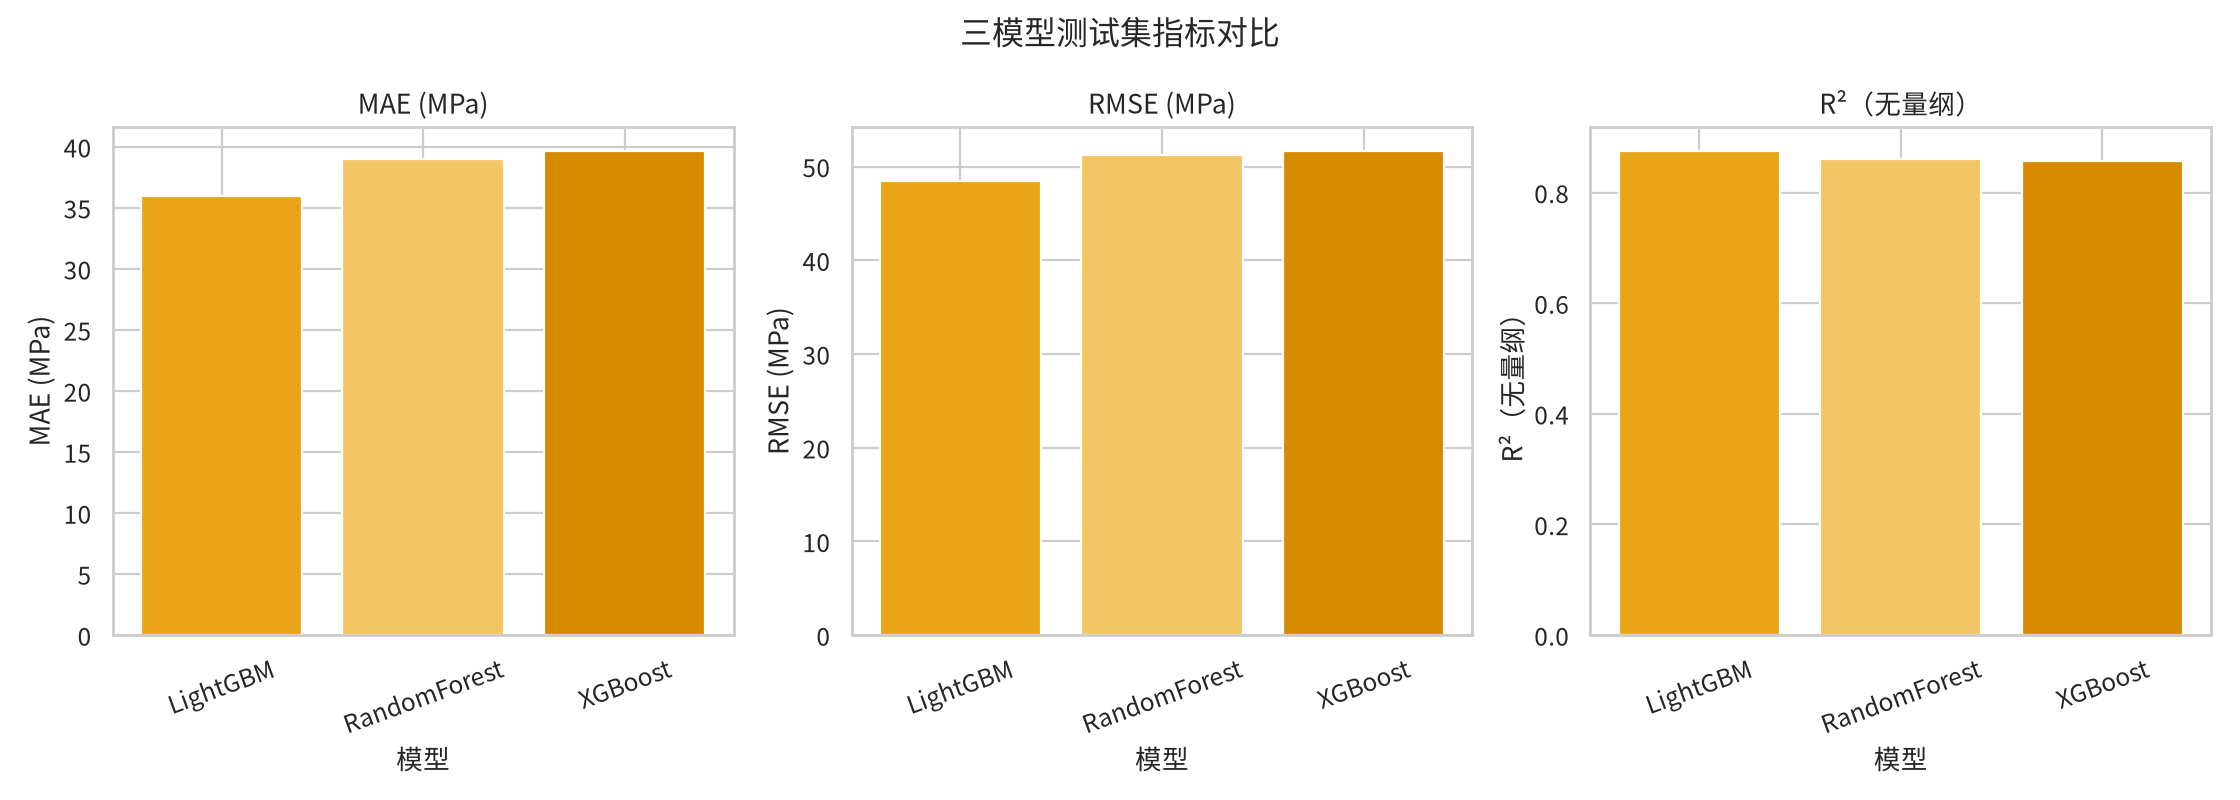 三模型测试集指标对比
MAE (MPa)
40
35
30
25
20
15
10
5
0
MAE (MPa)
LightGBM
RandomForest
XGBoost
模型
RMSE (MPa)
50
40
30
20
10
0
RMSE (MPa)
LightGBM
RandomForest
XGBoost
模型
R²（无量纲）
0.8
0.6
0.4
0.2
0.0
R²（无量纲）
LightGBM
RandomForest
XGBoost
模型